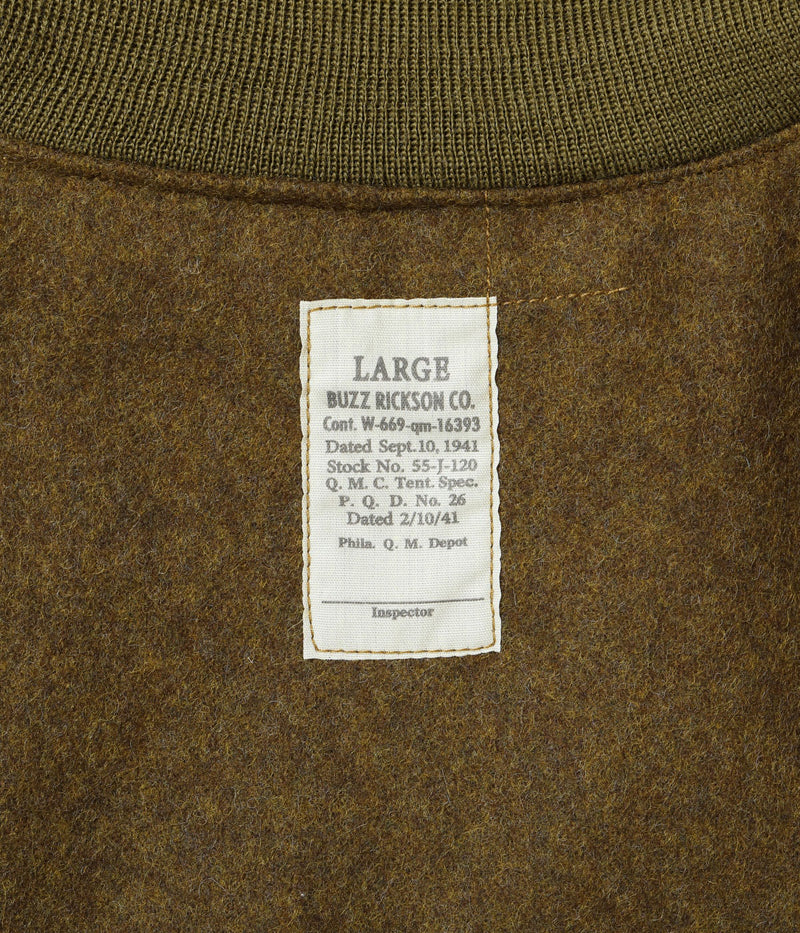 LARGE
BUZZ RICKSON CO.
Cont. W-669-qm-16393
Dated Sept. 10, 1941
Stock No. 55-J-120
Q. M. C. Tent. Spec.
P. Q. D. No. 26
Dated 2/10/41
Phila. Q. M. Depot
Inspector